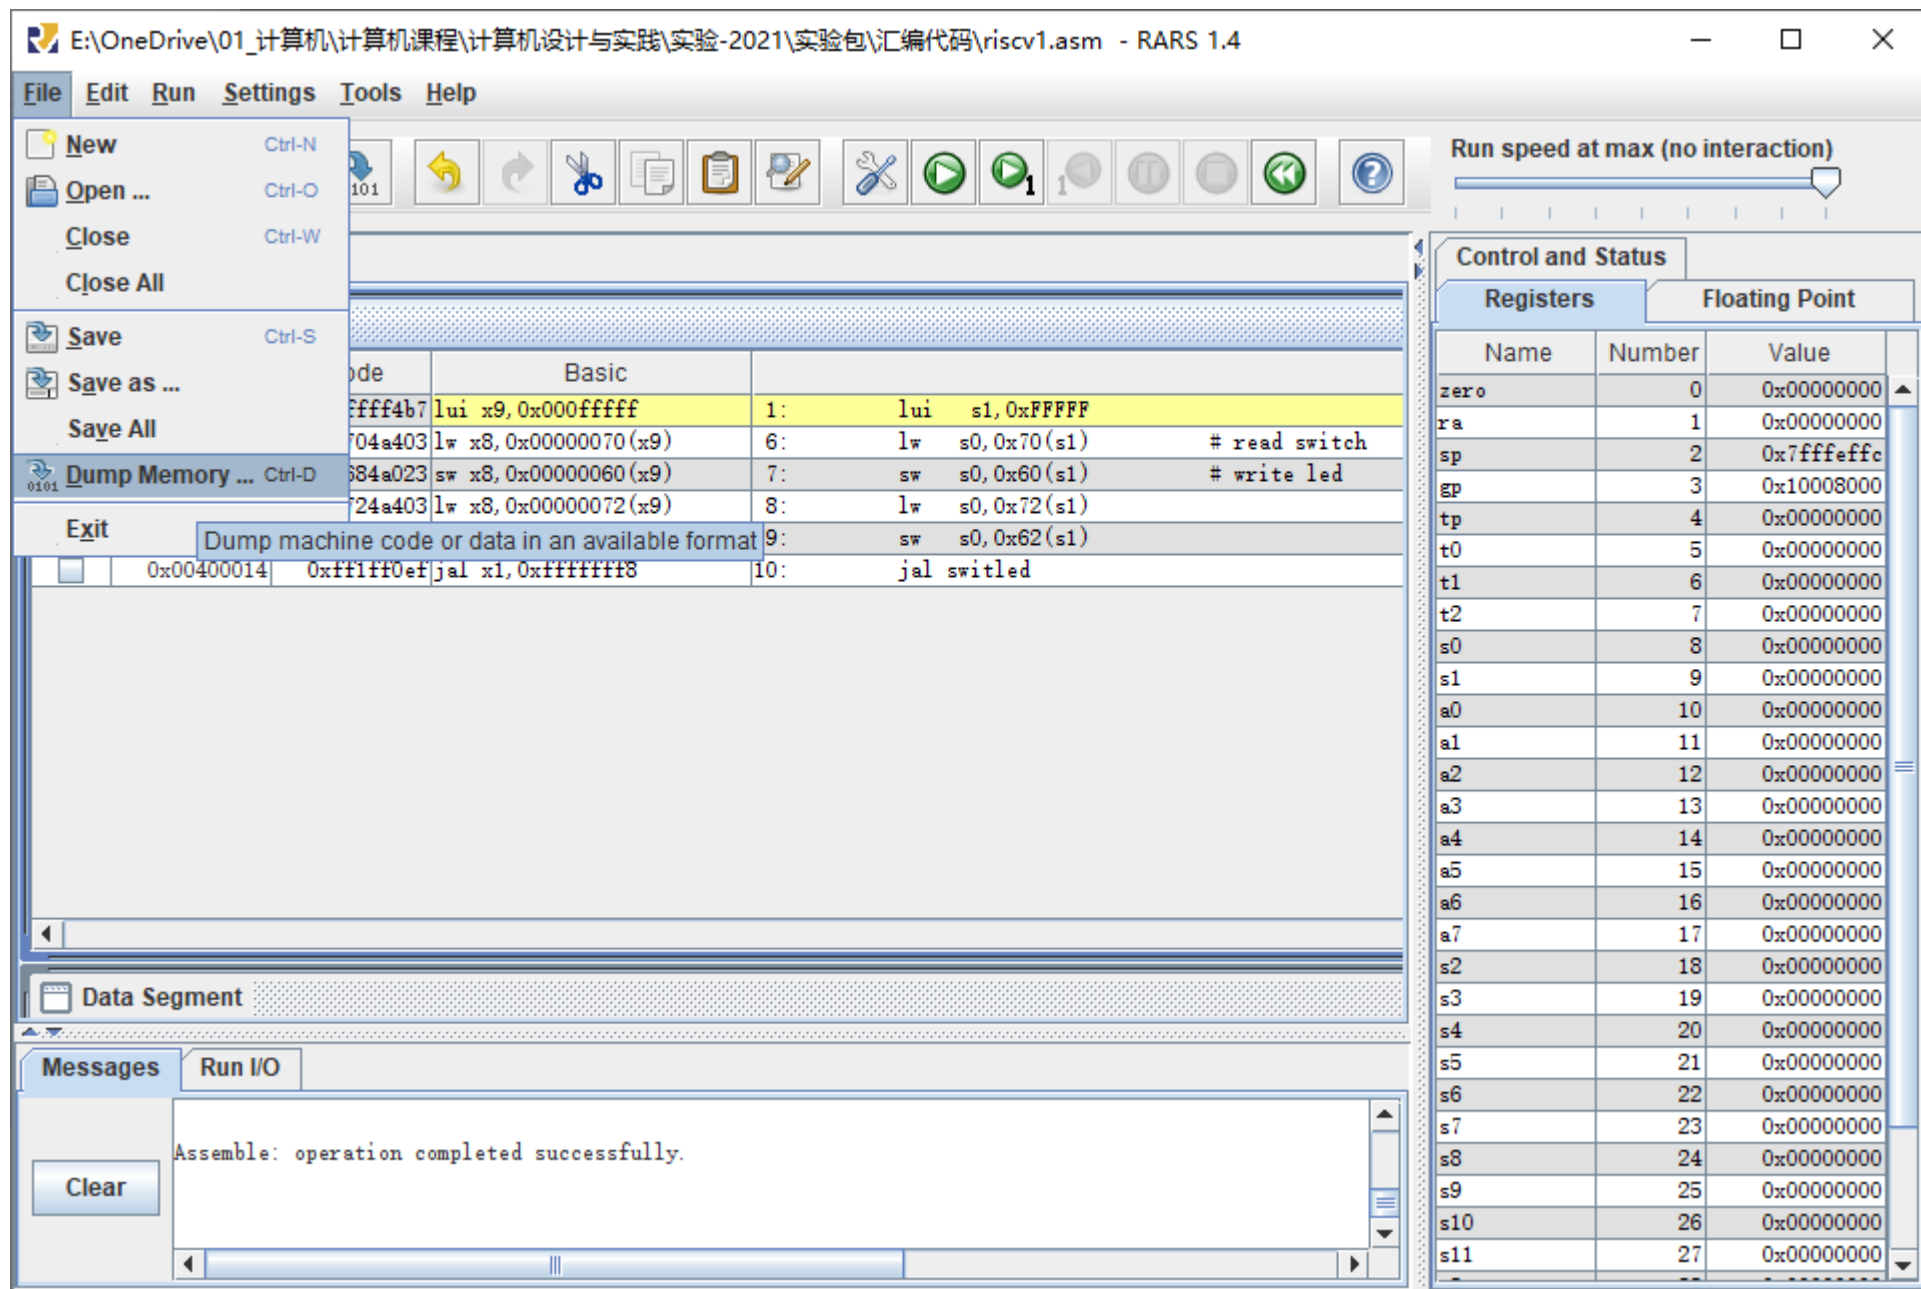 E:\OneDrive\01_计算机\计算机课程\计算机设计与实践\实验-2021\实验包\汇编代码\riscv1.asm - RARS 1.4
File Edit Run Settings Tools Help
New Ctrl-N
Open ... Ctrl-O
Close Ctrl-W
Close All
Save Ctrl-S
Save as ...
Save All
Dump Memory ... Ctrl-D
Exit
Dump machine code or data in an available format
Run speed at max (no interaction)
Basic
ffff4b7 lui x9,0x000fffff 1: lui s1,0xFFFFF
704a403 lw x8,0x00000070(x9) 6: lw s0,0x70(s1) # read switch
684a023 sw x8,0x00000060(x9) 7: sw s0,0x60(s1) # write led
724a403 lw x8,0x00000072(x9) 8: lw s0,0x72(s1)
9: sw s0,0x62(s1)
0x00400014 0xff1ff0ef jal x1,0xfffffff8 10: jal switled
Data Segment
Messages Run I/O
Assemble: operation completed successfully.
Clear
Control and Status
Registers Floating Point
Name Number Value
zero 0 0x00000000
ra 1 0x00000000
sp 2 0x7fffeffc
gp 3 0x10008000
tp 4 0x00000000
t0 5 0x00000000
t1 6 0x00000000
t2 7 0x00000000
s0 8 0x00000000
s1 9 0x00000000
a0 10 0x00000000
a1 11 0x00000000
a2 12 0x00000000
a3 13 0x00000000
a4 14 0x00000000
a5 15 0x00000000
a6 16 0x00000000
a7 17 0x00000000
s2 18 0x00000000
s3 19 0x00000000
s4 20 0x00000000
s5 21 0x00000000
s6 22 0x00000000
s7 23 0x00000000
s8 24 0x00000000
s9 25 0x00000000
s10 26 0x00000000
s11 27 0x00000000